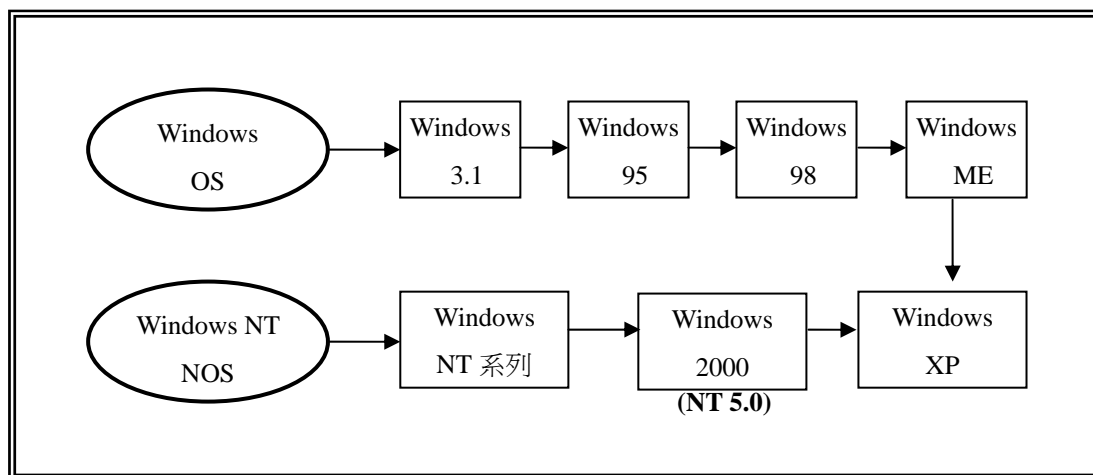 Windows
OS
Windows
3.1
Windows
95
Windows
98
Windows
ME
Windows NT
NOS
Windows
NT 系列
Windows
2000
(NT 5.0)
Windows
XP